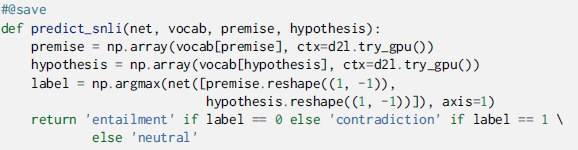 #@save
def predict_snli(net, vocab, premise, hypothesis):
    premise = np.array(vocab[premise], ctx=d2l.try_gpu())
    hypothesis = np.array(vocab[hypothesis], ctx=d2l.try_gpu())
    label = np.argmax(net([premise.reshape((1, -1)),
                           hypothesis.reshape((1, -1))]), axis=1)
    return 'entailment' if label == 0 else 'contradiction' if label == 1 \
            else 'neutral'